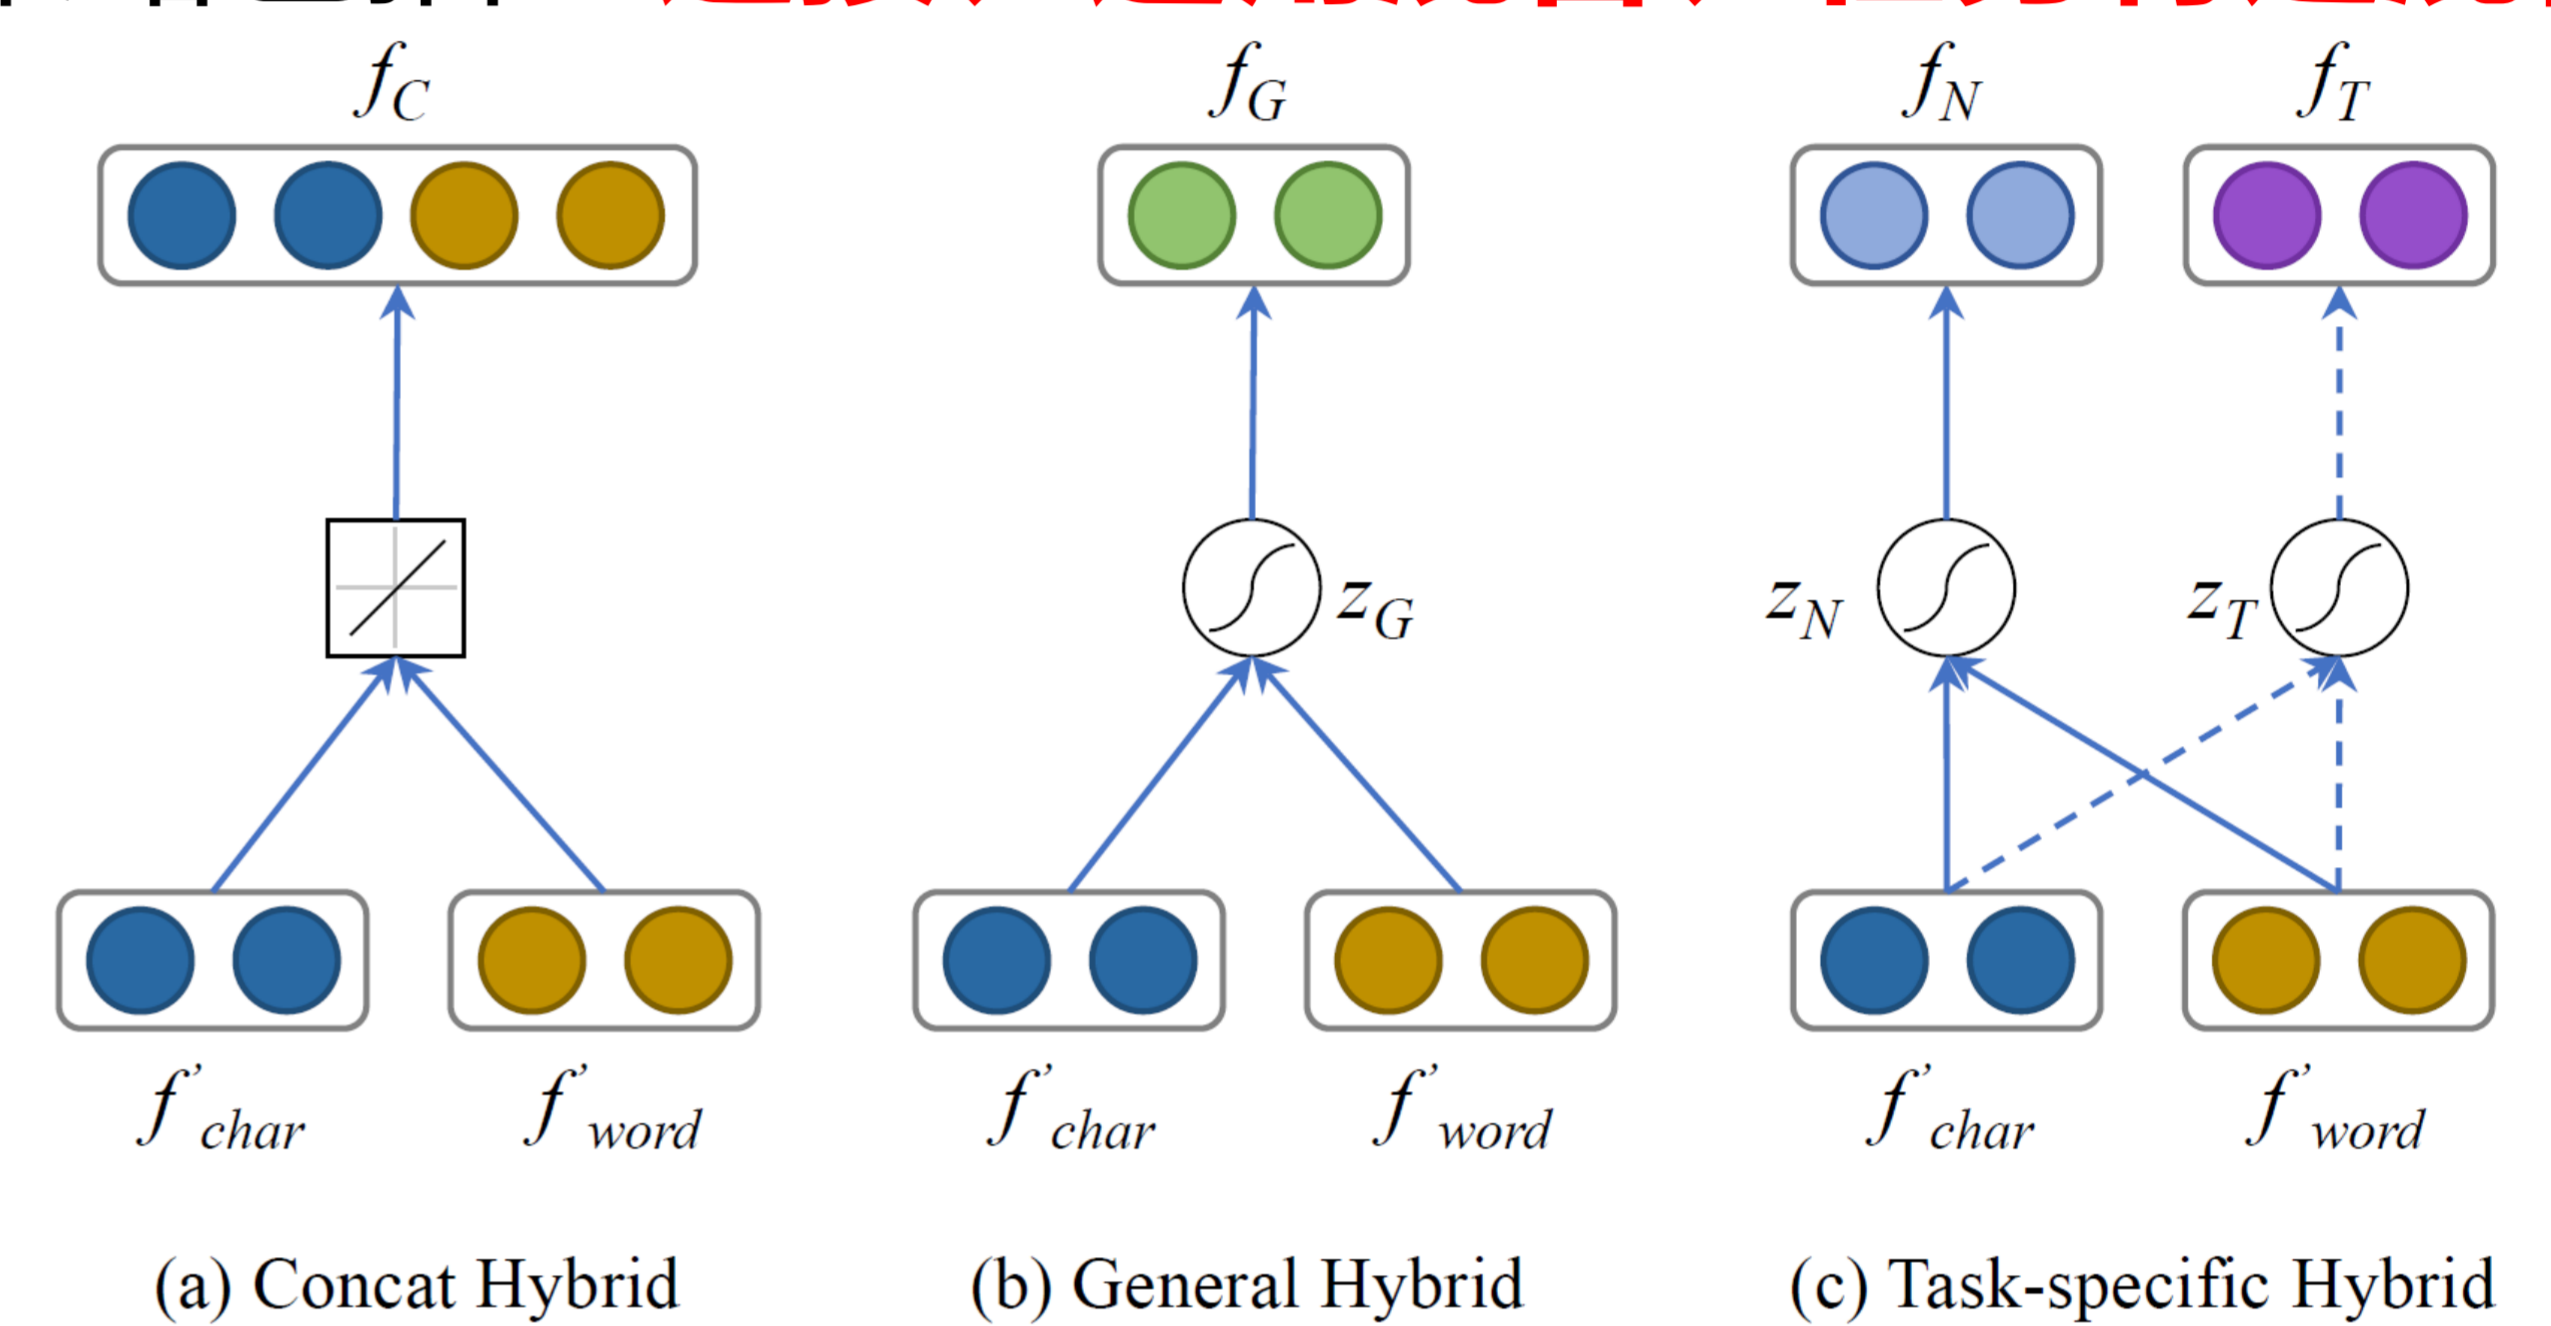 f_C f_G f_N f_T
z_G z_N z_T
f'_char f'_word f'_char f'_word f'_char f'_word
(a) Concat Hybrid (b) General Hybrid (c) Task-specific Hybrid